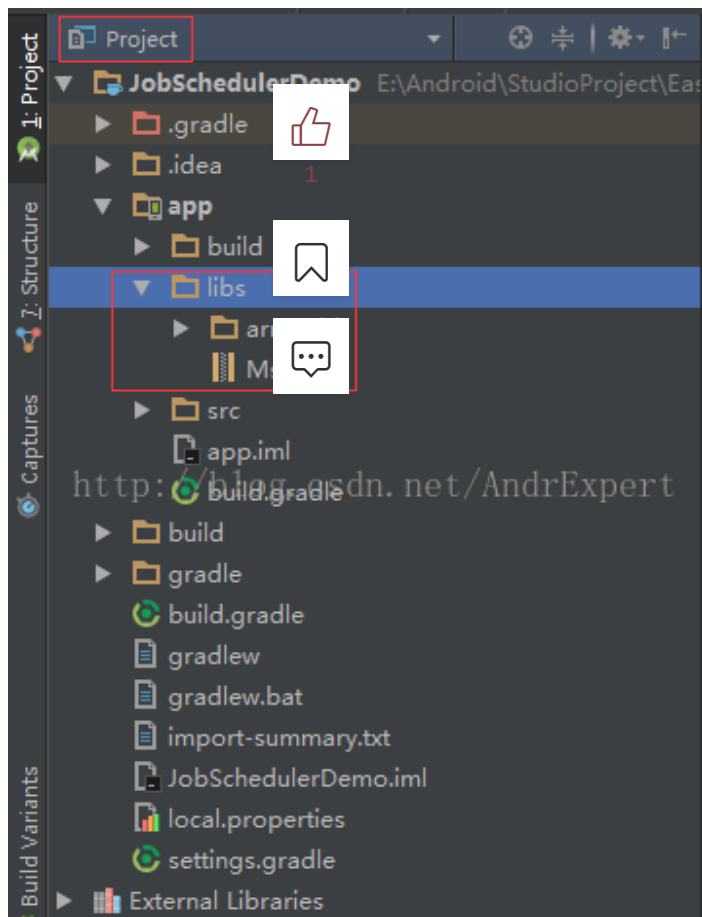 Project
JobSchedulerDemo E:\Android\StudioProject\Eas
.gradle
.idea
1
app
build
libs
src
app.iml
http://blog.csdn.net/AndrExpert
build.gradle
build
gradle
build.gradle
gradlew
gradlew.bat
import-summary.txt
JobSchedulerDemo.iml
local.properties
settings.gradle
External Libraries
1: Project
7: Structure
Captures
Build Variants